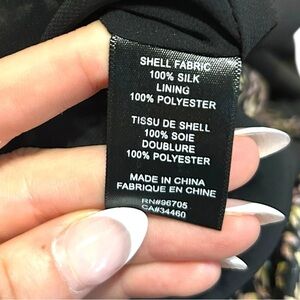 SHELL FABRIC
100% SILK
LINING
100% POLYESTER
TISSU DE SHELL
100% SOIE
DOUBLURE
100% POLYESTER
MADE IN CHINA
FABRIQUE EN CHINE
RN#96705
CA#34460